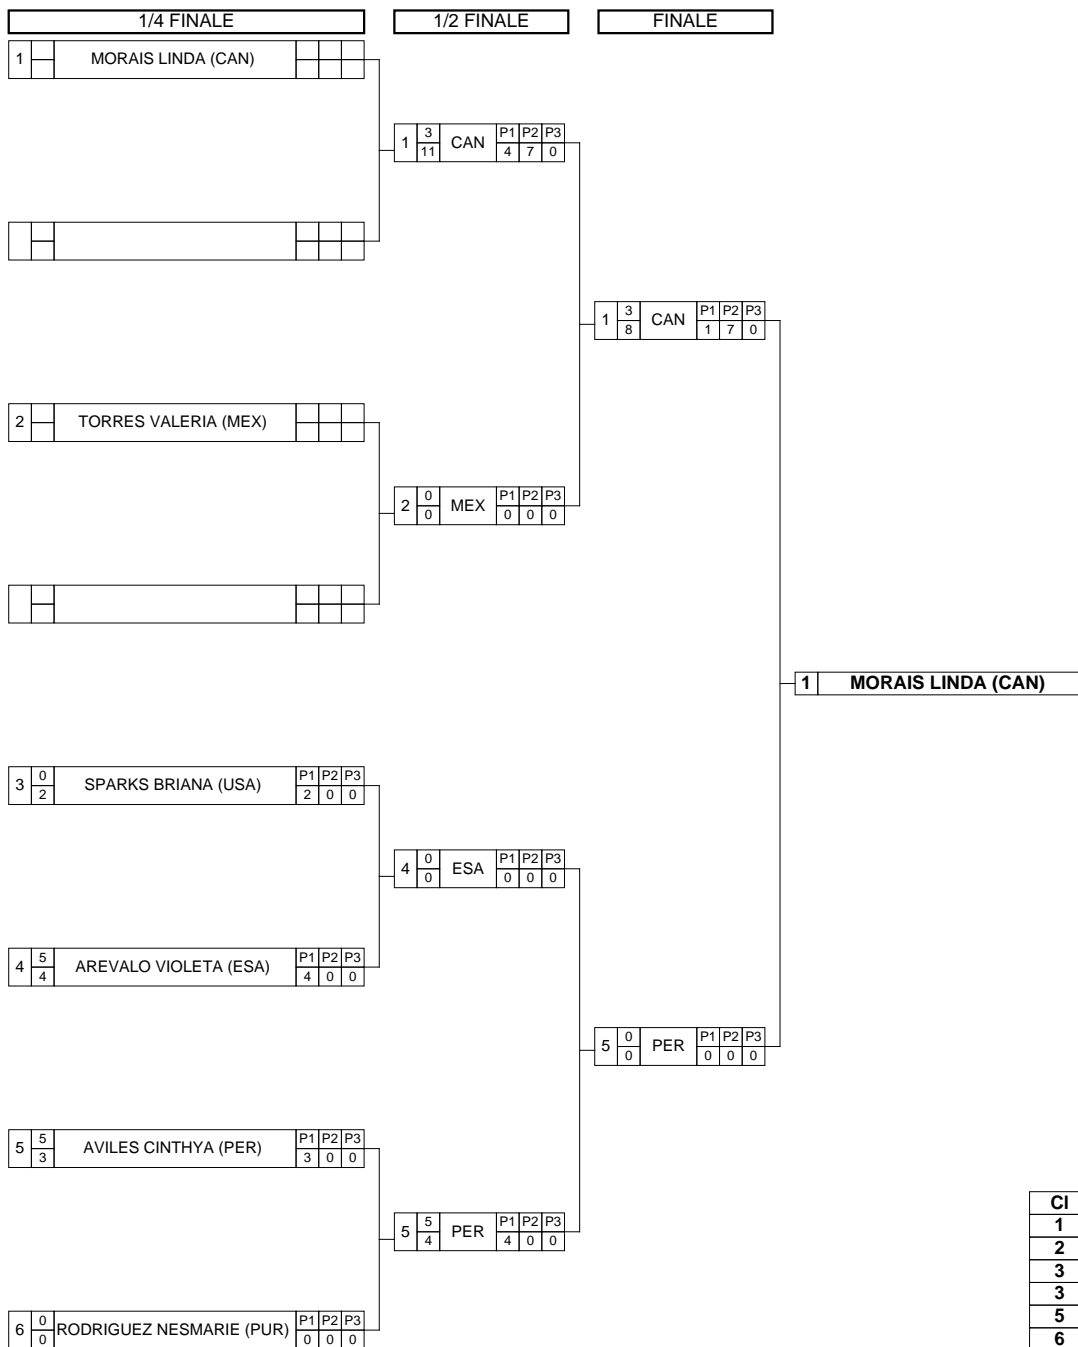 1/4 FINALE 1/2 FINALE FINALE
1 MORAIS LINDA (CAN)
1 3 11 CAN P1 P2 P3 4 7 0
1 3 8 CAN P1 P2 P3 1 7 0
2 TORRES VALERIA (MEX)
2 0 0 MEX P1 P2 P3 0 0 0
1 MORAIS LINDA (CAN)
3 0 2 SPARKS BRIANA (USA) P1 P2 P3 2 0 0
4 0 0 ESA P1 P2 P3 0 0 0
4 5 4 AREVALO VIOLETA (ESA) P1 P2 P3 4 0 0
5 0 0 PER P1 P2 P3 0 0 0
5 5 3 AVILES CINTHYA (PER) P1 P2 P3 3 0 0
5 5 4 PER P1 P2 P3 4 0 0
6 0 0 RODRIGUEZ NESMARIE (PUR) P1 P2 P3 0 0 0
Cl
1
2
3
3
5
6